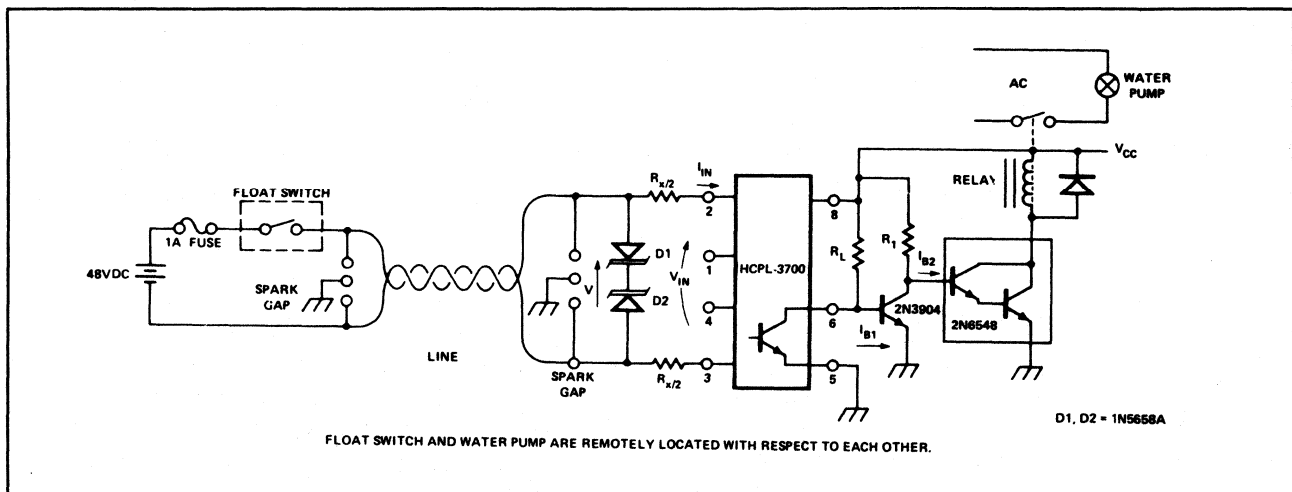 AC
WATER
PUMP
VCC
RELAY
FLOAT SWITCH
1A FUSE
48VDC
SPARK
GAP
LINE
SPARK
GAP
V
D1
D2
Rx/2
Rx/2
IIN
VIN
2
1
4
3
HCPL-3700
8
6
5
RL
R1
IB2
IB1
2N3904
2N6548
D1, D2 = 1N5658A
FLOAT SWITCH AND WATER PUMP ARE REMOTELY LOCATED WITH RESPECT TO EACH OTHER.